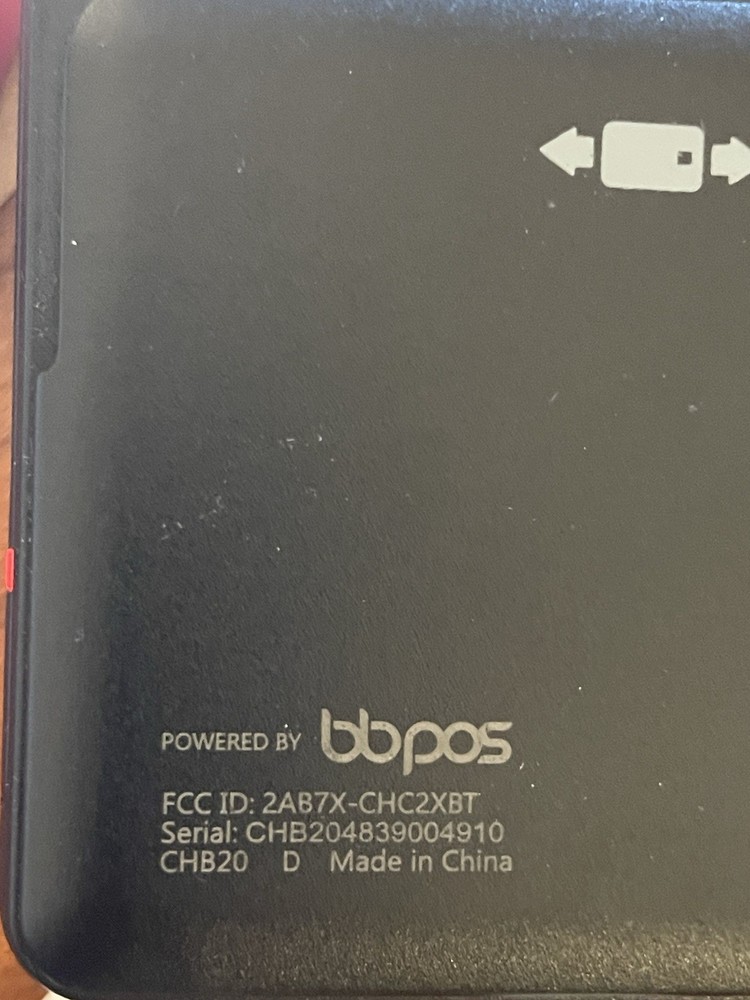 POWERED BY bbpos
FCC ID: 2AB7X-CHC2XBT
Serial: CHB204839004910
CHB20 D Made in China